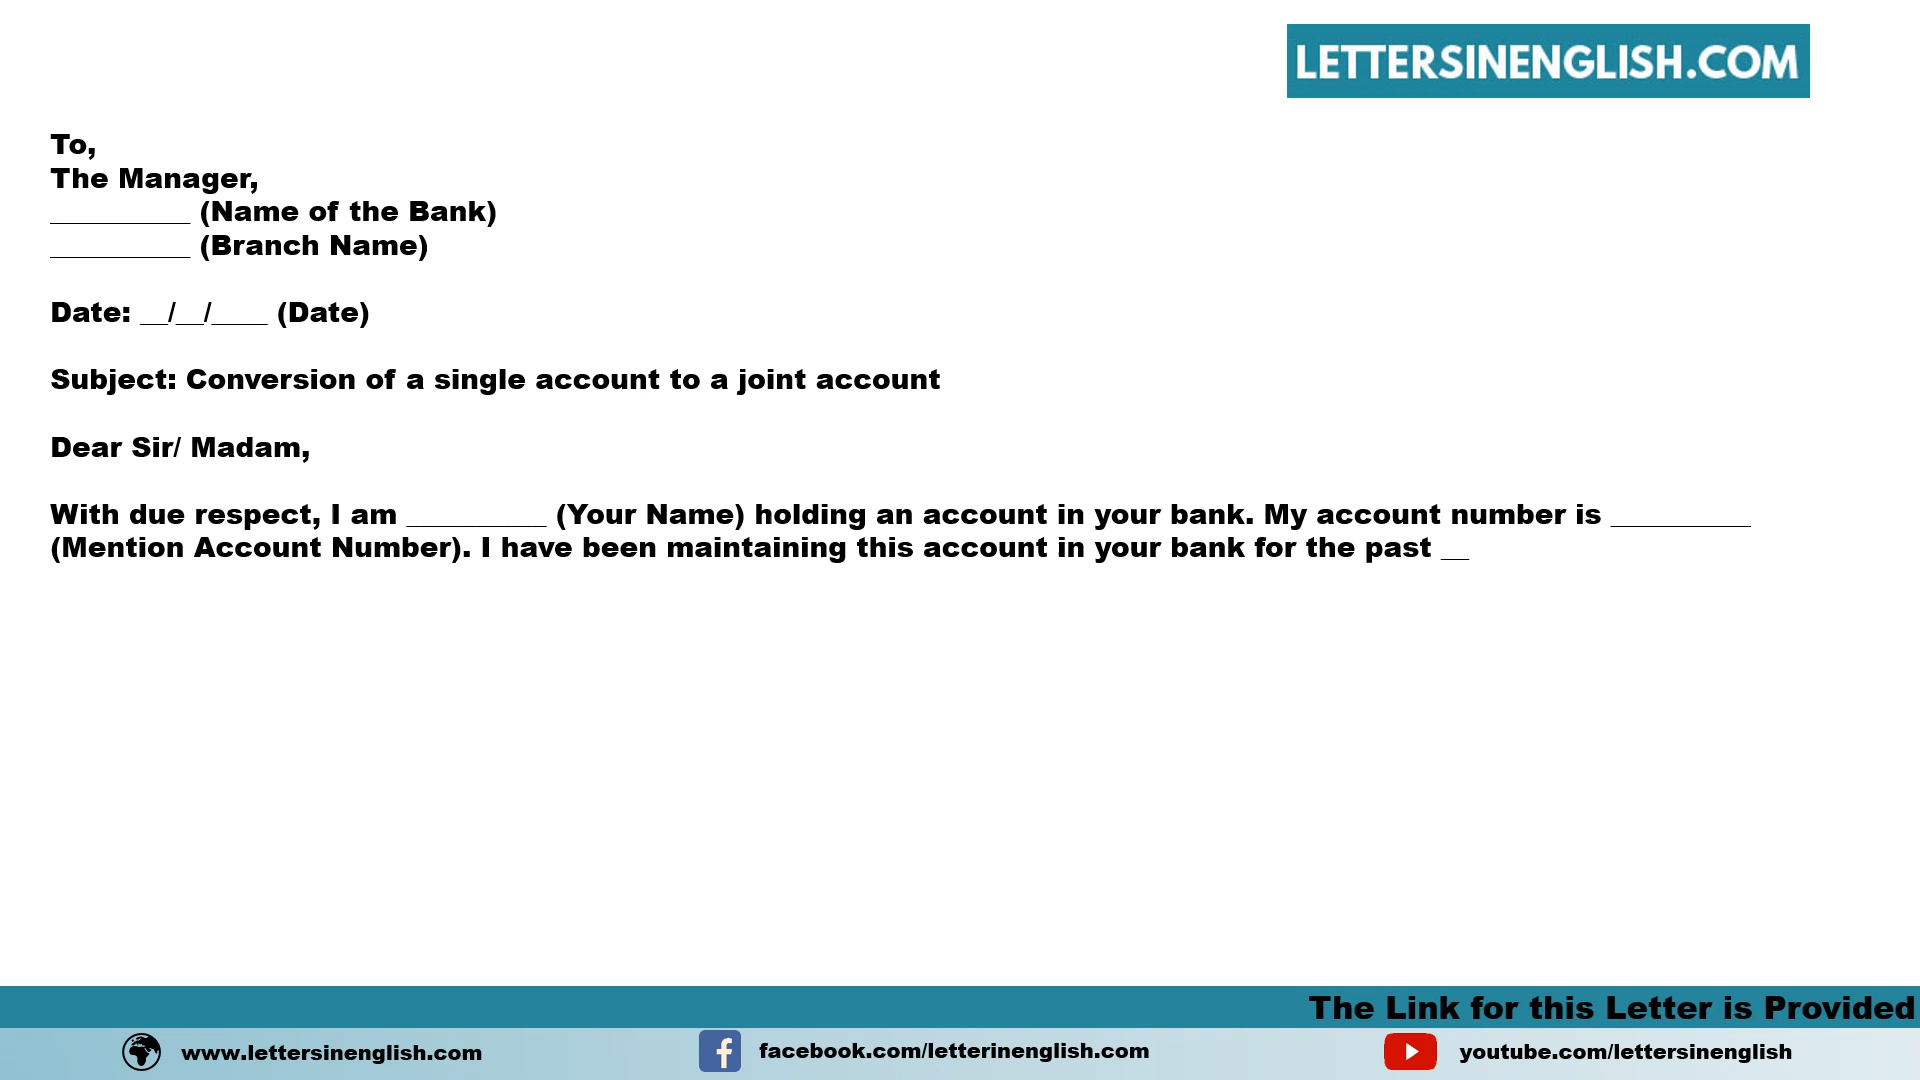 LETTERSINENGLISH.COM
To,
The Manager,
__________ (Name of the Bank)
__________ (Branch Name)
Date: __/__/____ (Date)
Subject: Conversion of a single account to a joint account
Dear Sir/ Madam,
With due respect, I am __________ (Your Name) holding an account in your bank. My account number is __________
(Mention Account Number). I have been maintaining this account in your bank for the past __
The Link for this Letter is Provided
www.lettersinenglish.com
facebook.com/letterinenglish.com
youtube.com/lettersinenglish